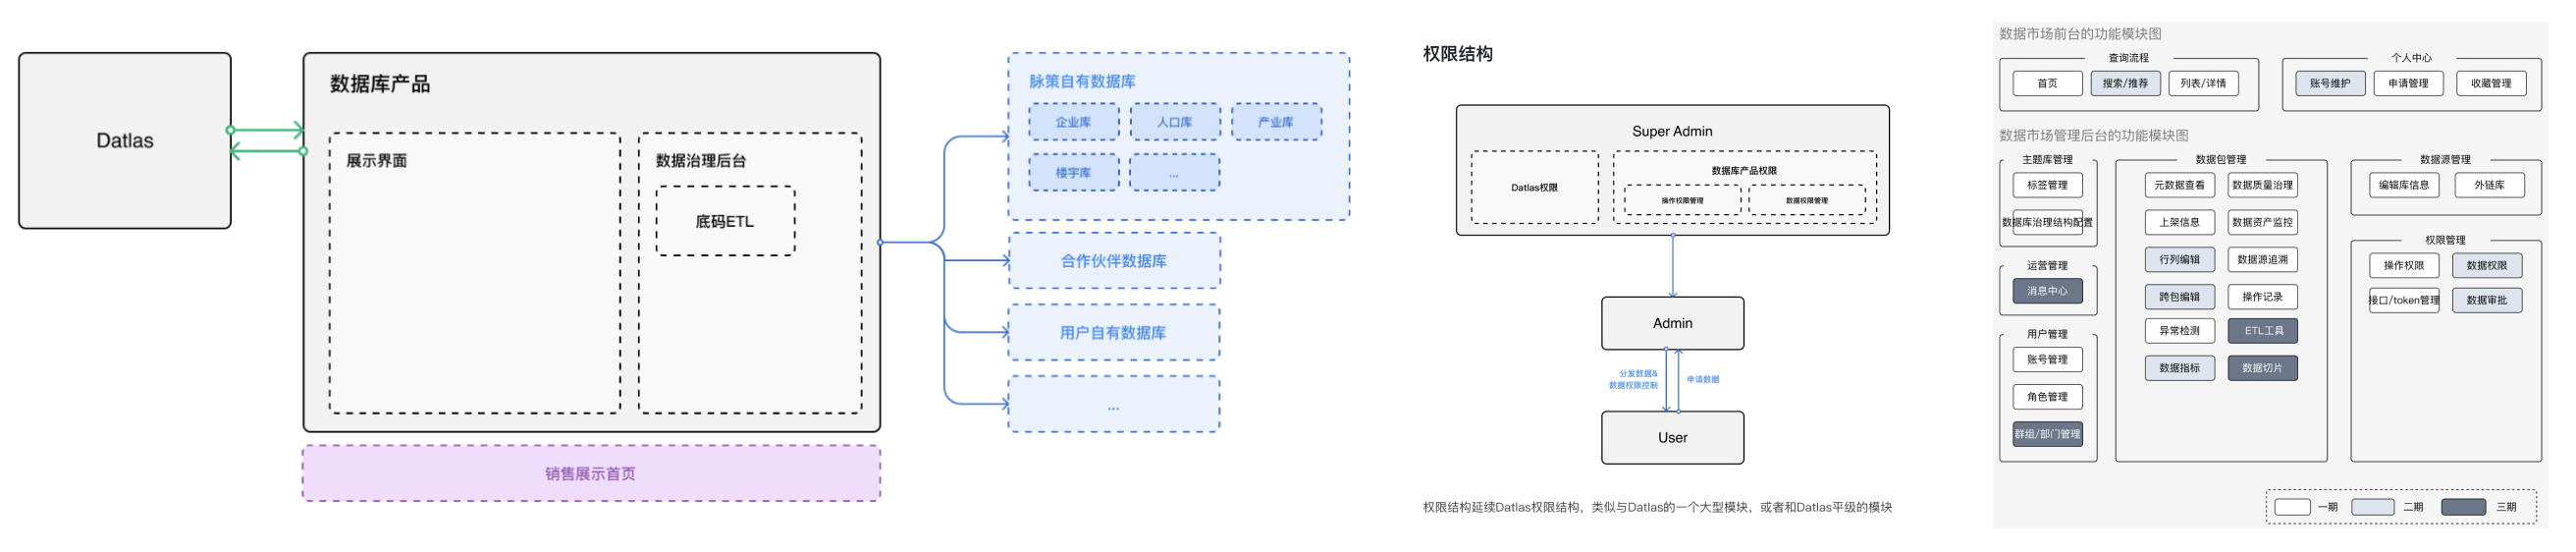 Datlas
数据库产品
展示界面
数据治理后台
底码ETL
销售展示首页
脉策自有数据库
企业库
人口库
产业库
楼宇库
...
合作伙伴数据库
用户自有数据库
...
权限结构
Super Admin
Datlas权限
数据库产品权限
操作权限管理
数据权限管理
Admin
分发数据&
数据权限控制
申请数据
User
权限结构延续Datlas权限结构，类似与Datlas的一个大型模块，或者和Datlas平级的模块
数据市场前台的功能模块图
查询流程
首页
搜索/推荐
列表/详情
个人中心
账号维护
申请管理
收藏管理
数据市场管理后台的功能模块图
主题库管理
标签管理
数据库治理结构配置
运营管理
消息中心
用户管理
账号管理
角色管理
群组/部门管理
数据包管理
元数据查看
数据质量治理
上架信息
数据资产监控
行列编辑
数据源追溯
跨包编辑
操作记录
异常检测
ETL工具
数据指标
数据切片
数据源管理
编辑库信息
外链库
权限管理
操作权限
数据权限
接口/token管理
数据审批
一期
二期
三期